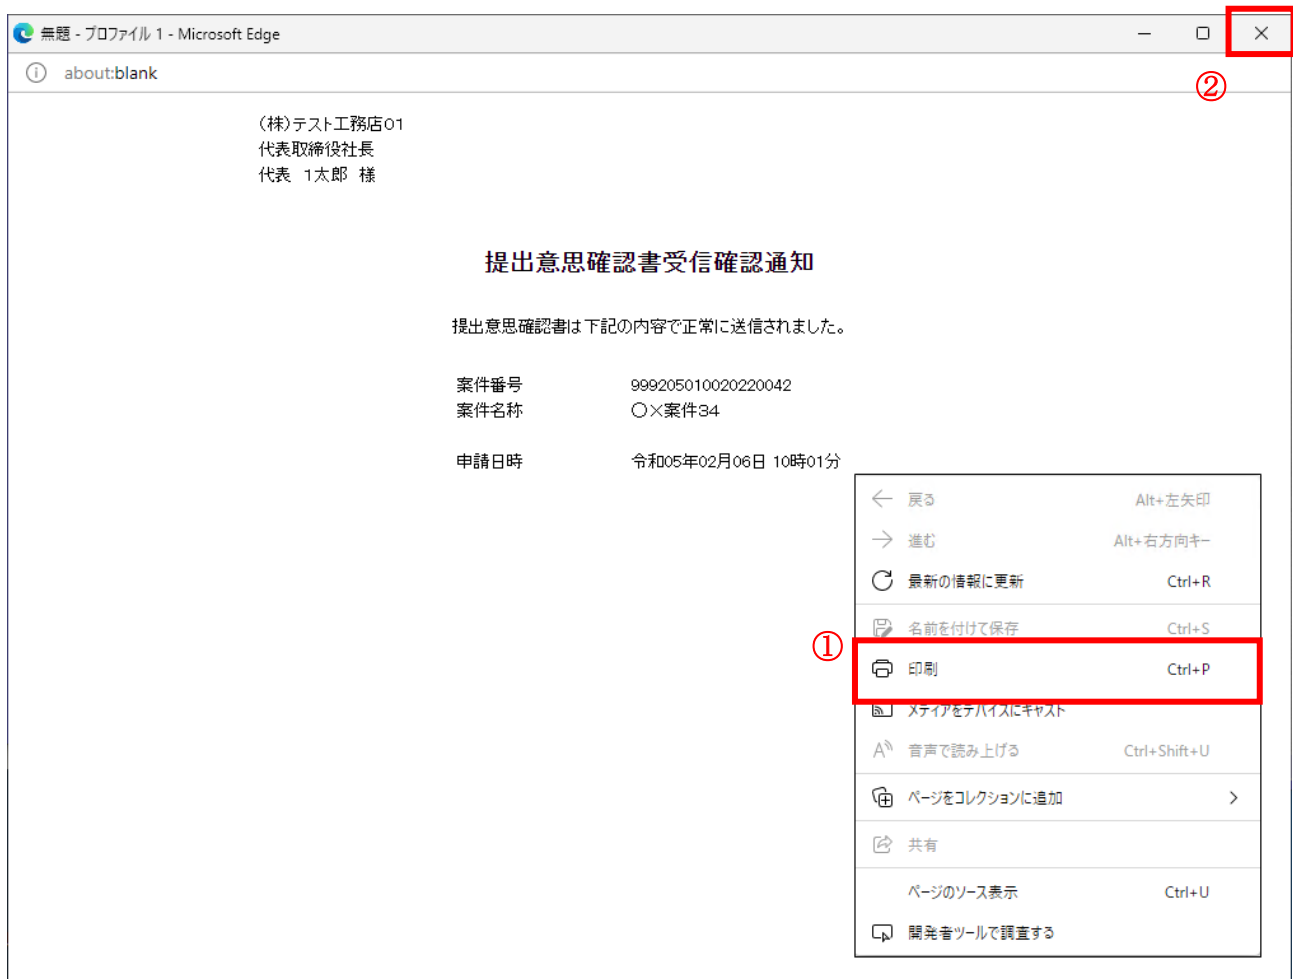 無題 - プロファイル 1 - Microsoft Edge
about:blank
②
(株)テスト工務店01
代表取締役社長
代表 1太郎 様
提出意思確認書受信確認通知
提出意思確認書は下記の内容で正常に送信されました。
案件番号 999205010020220042
案件名称 〇×案件34
申請日時 令和05年02月06日 10時01分
戻る Alt+左矢印
進む Alt+右方向キー
最新の情報に更新 Ctrl+R
名前を付けて保存 Ctrl+S
①
印刷 Ctrl+P
メディアをデバイスにキャスト
音声で読み上げる Ctrl+Shift+U
ページをコレクションに追加
共有
ページのソース表示 Ctrl+U
開発者ツールで調査する